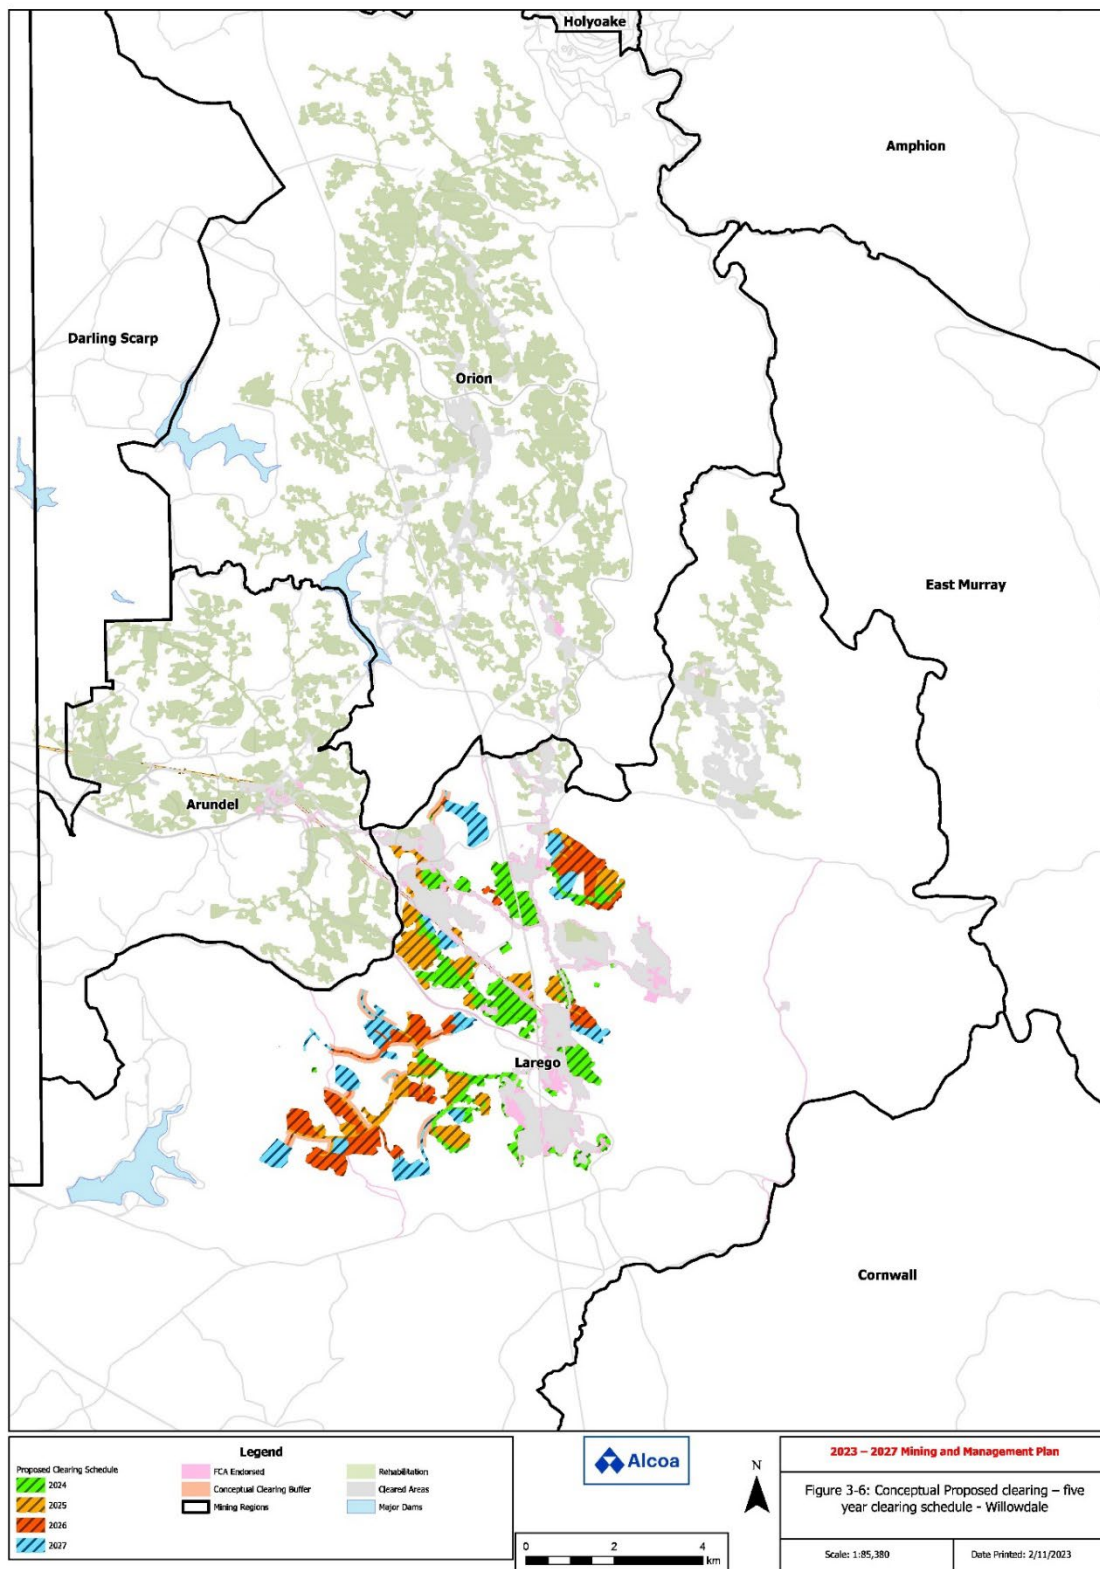 Holyoake
Amphion
Darling Scarp
Orion
East Murray
Arundel
Larego
Cornwall
Legend
Proposed Clearing Schedule
2024
2025
2026
2027
FCA Endorsed
Conceptual Clearing Buffer
Mining Regions
Rehabilitation
Cleared Areas
Major Dams
Alcoa
N
0 2 4
km
2023 – 2027 Mining and Management Plan
Figure 3-6: Conceptual Proposed clearing – five
year clearing schedule - Willowdale
Scale: 1:85,380
Date Printed: 2/11/2023